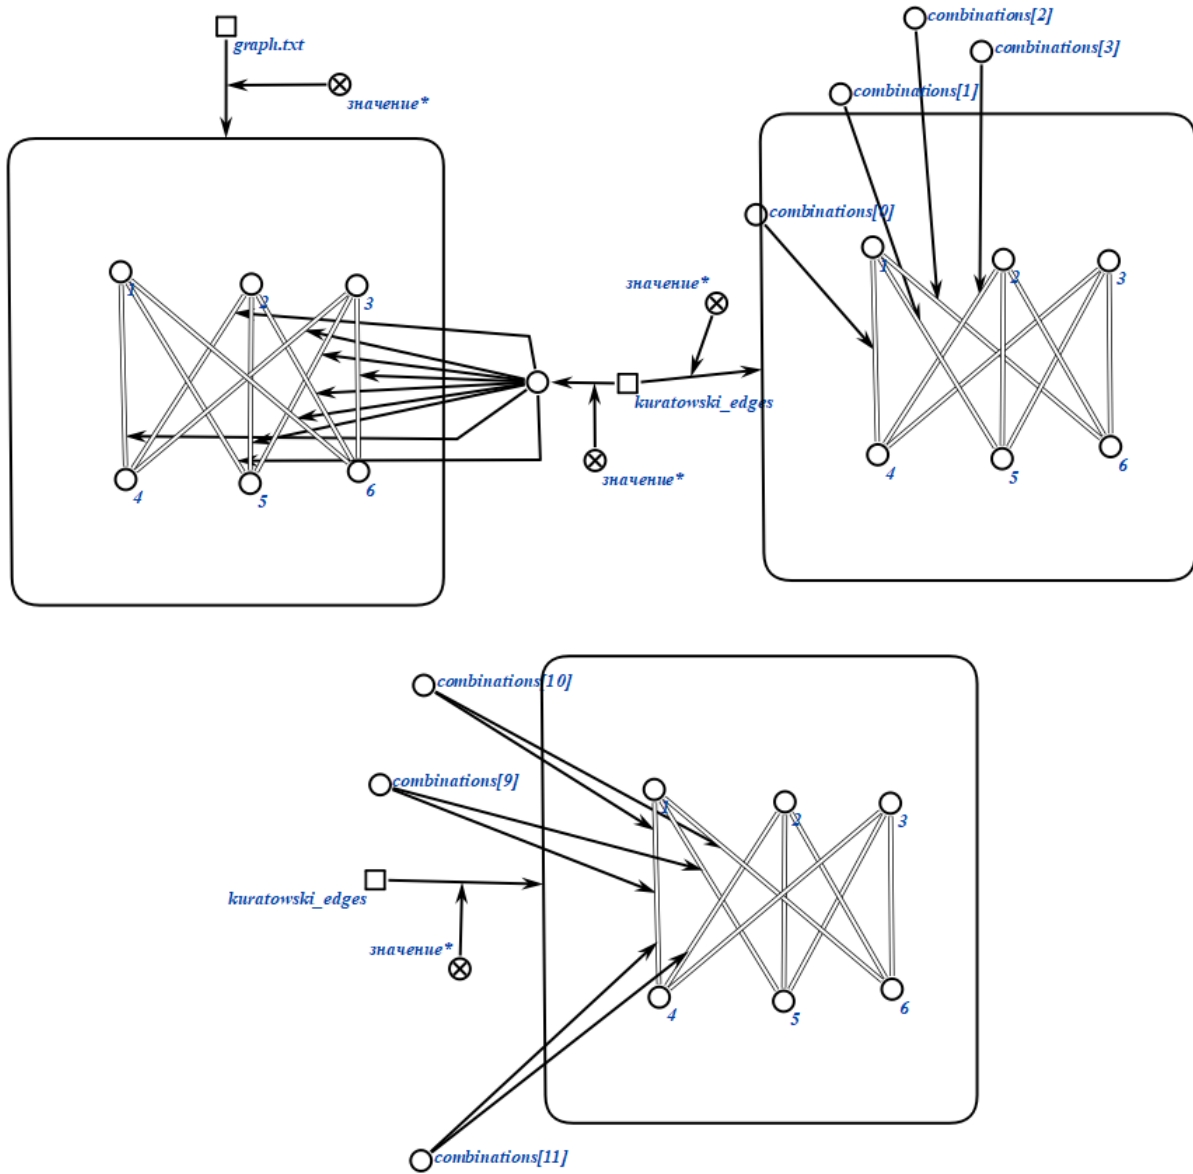 graph.txt
значение*
1
2
3
4
5
6
значение*
kuratowski_edges
значение*
combinations[2]
combinations[3]
combinations[1]
combinations[0]
1
2
3
4
5
6
combinations[10]
combinations[9]
kuratowski_edges
значение*
1
2
3
4
5
6
combinations[11]